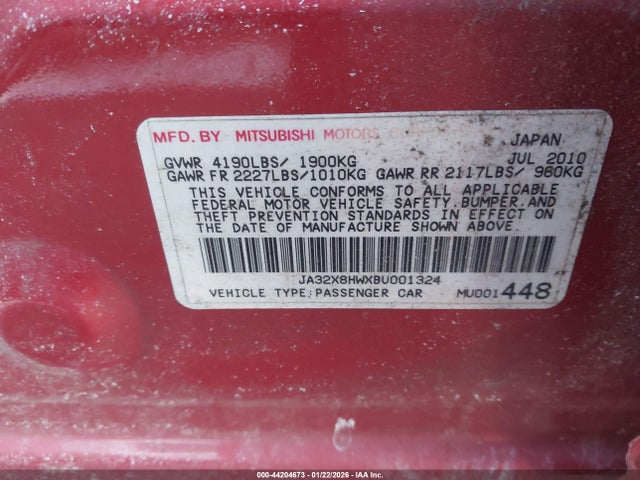 MFD. BY MITSUBISHI MOTORS CORPORATION JAPAN
GVWR 4190LBS/ 1900KG JUL 2010
GAWR FR 2227LBS/1010KG GAWR RR 2117LBS/ 960KG
THIS VEHICLE CONFORMS TO ALL APPLICABLE
FEDERAL MOTOR VEHICLE SAFETY, BUMPER, AND
THEFT PREVENTION STANDARDS IN EFFECT ON
THE DATE OF MANUFACTURE SHOWN ABOVE.
JA32X8HWXBU001324
VEHICLE TYPE:PASSENGER CAR MU001448
000-44204673 - 01/22/2026 - IAA Inc.